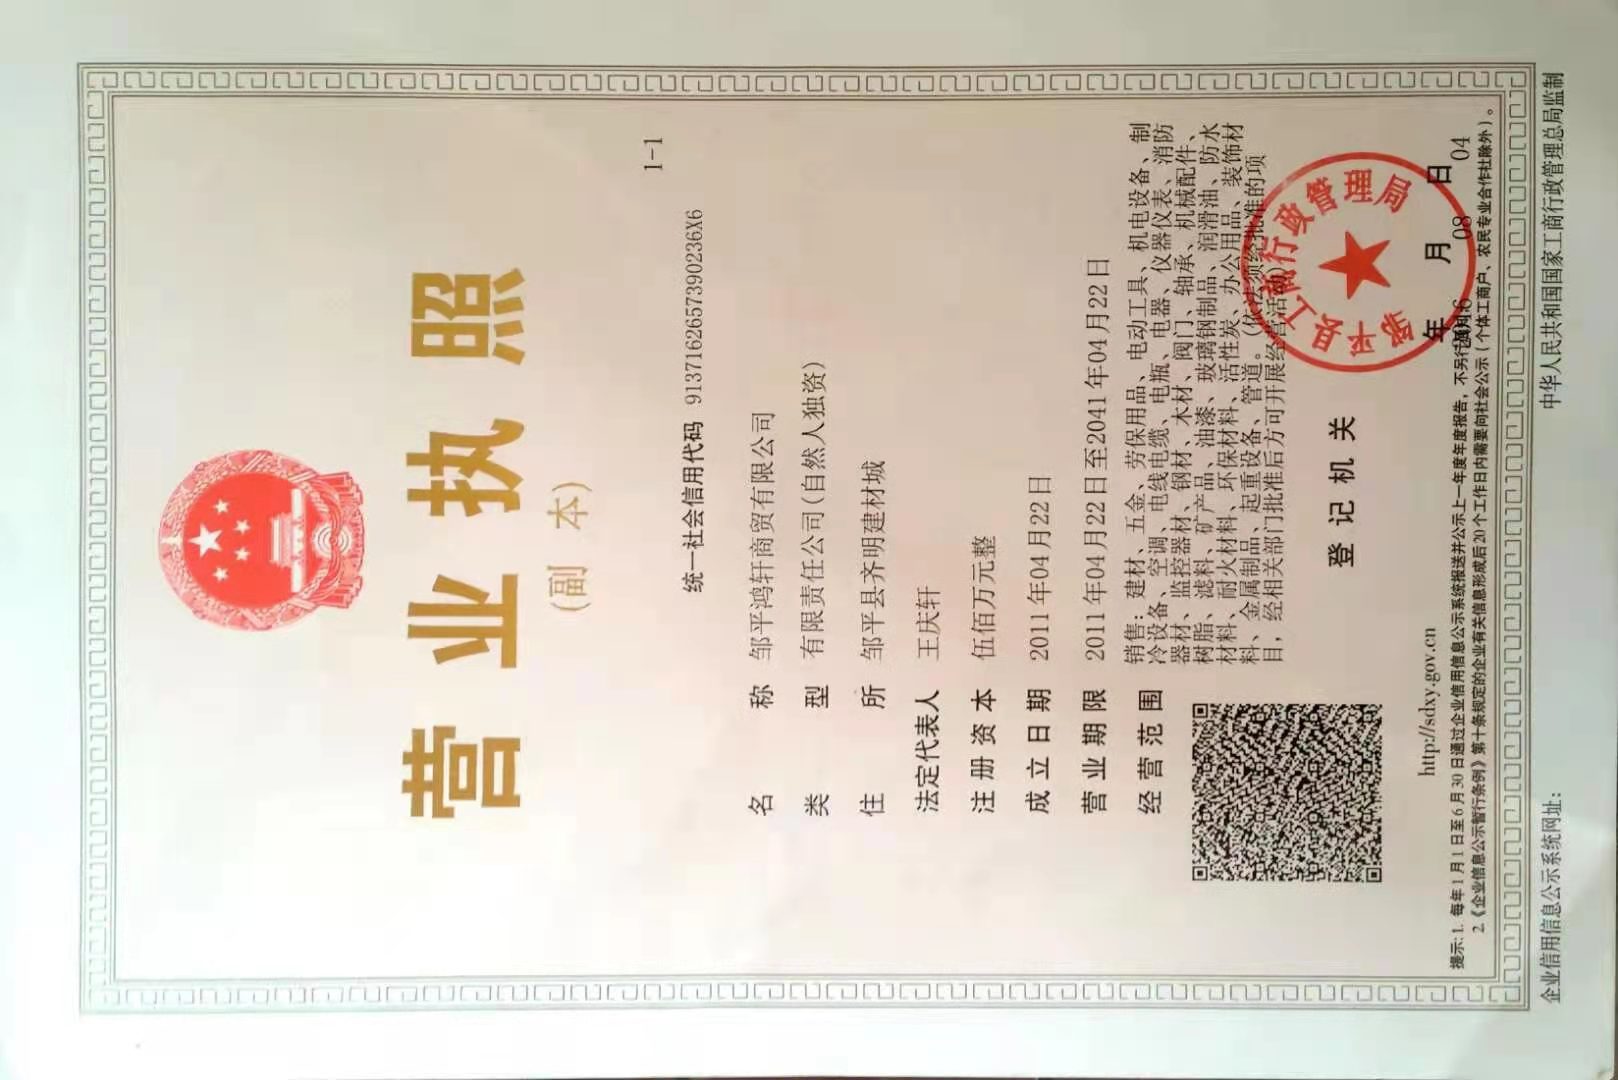 营业执照
(副 本)
1-1
统一社会信用代码 913716265739O236X6
名 称 邹平鸿轩商贸有限公司
类 型 有限责任公司(自然人独资)
住 所 邹平县齐明建材城
法定代表人 王庆轩
注册资本 伍佰万元整
成立日期 2011年04月22日
营业期限 2011年04月22日至2041年04月22日
经营范围 销售：建材、五金、劳保用品、电动工具、机电设备、制
冷设备、空调、电线电缆、电瓶、电器、仪器仪表、消防
器材、监控器材、钢材、木材、阀门、轴承、机械配件、
树脂、滤料、矿产品、油漆、玻璃钢制品、润滑油、防水
材料、耐火材料、环保材料、活性炭、办公用品、装饰材
料、金属制品、起重设备、管道。(依法须经批准的项
目，经相关部门批准后方可开展经营活动)
登记机关
工商行政管理局
年 月 日
08 04
http://sdxy.gov.cn
提示：1. 每年1月1日至6月30日通过企业信用信息公示系统报送并公示上一年度年度报告，不另行通知；
2.《企业信息公示暂行条例》第十条规定的企业有关信息形成后20个工作日内需要向社会公示（个体工商户、农民专业合作社除外）。
企业信用信息公示系统网址：
中华人民共和国国家工商行政管理总局监制